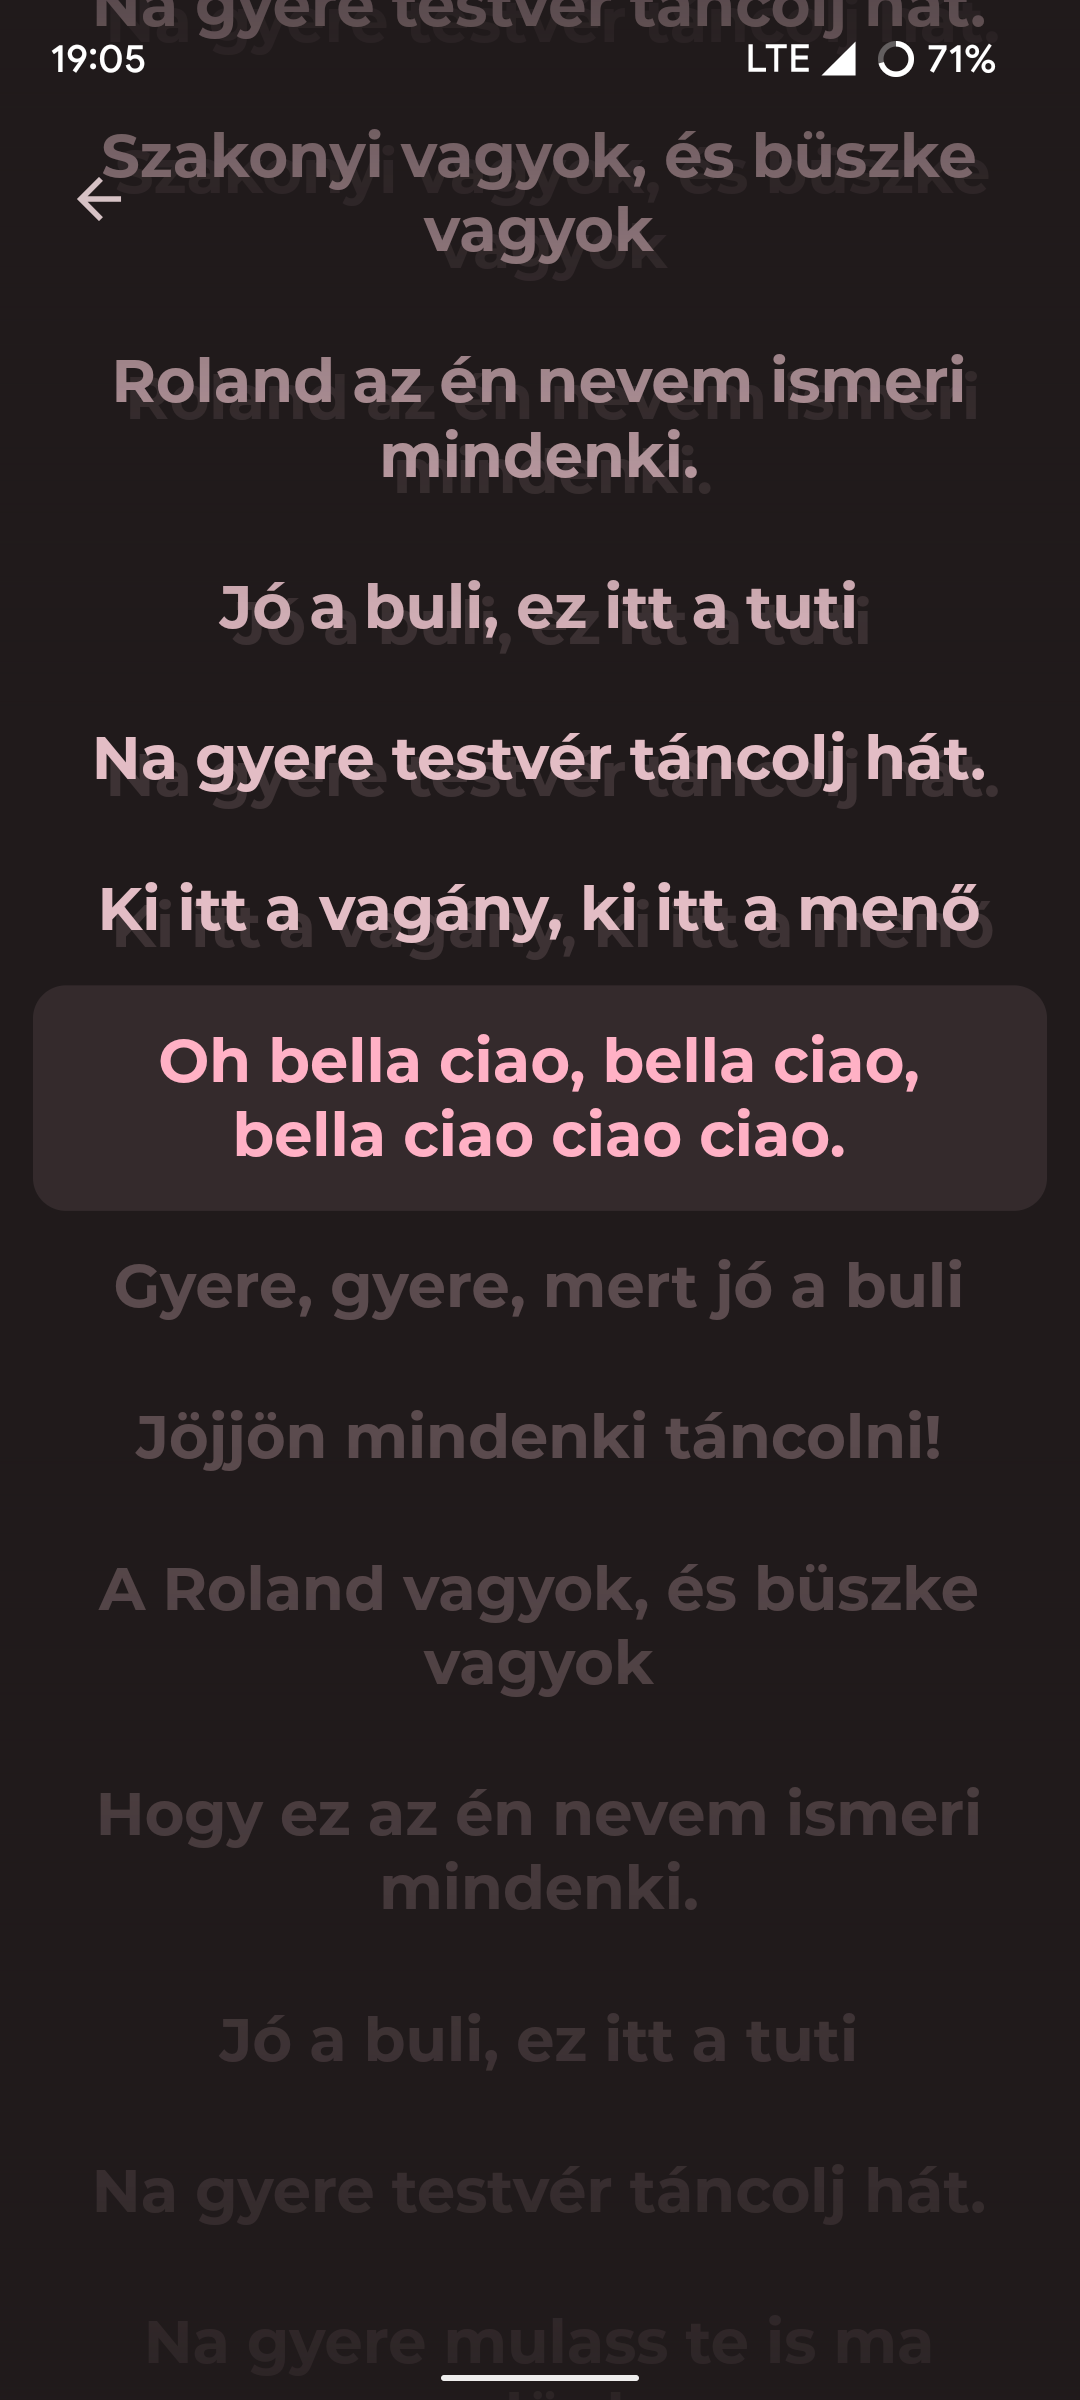 Na gyere testvér táncolj hát.
19:05 LTE 71%
Szakonyi vagyok, és büszke
vagyok
Roland az én nevem ismeri
mindenki.
Jó a buli, ez itt a tuti
Na gyere testvér táncolj hát.
Ki itt a vagány, ki itt a menő
Oh bella ciao, bella ciao,
bella ciao ciao ciao.
Gyere, gyere, mert jó a buli
Jöjjön mindenki táncolni!
A Roland vagyok, és büszke
vagyok
Hogy ez az én nevem ismeri
mindenki.
Jó a buli, ez itt a tuti
Na gyere testvér táncolj hát.
Na gyere mulass te is ma